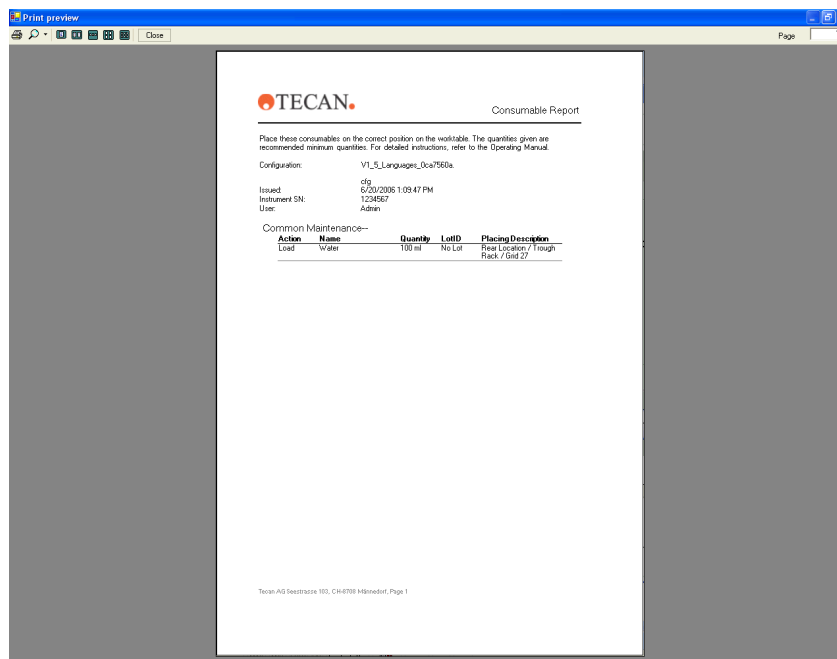 Print preview
Close
Page
TECAN.
Consumable Report
Place these consumables on the correct position on the worktable. The quantities given are
recommended minimum quantities. For detailed instructions, refer to the Operating Manual.
Configuration: V1_5_Languages_0ca7560a.
cfg
Issued: 6/20/2006 1:09:47 PM
Instrument SN: 1234567
User: Admin
Common Maintenance--
Action Name Quantity LotID Placing Description
Load Water 100 ml No Lot Rear Location / Trough
Rack / Grid 27
Tecan AG Seestrasse 103, CH-8708 Männedorf, Page 1